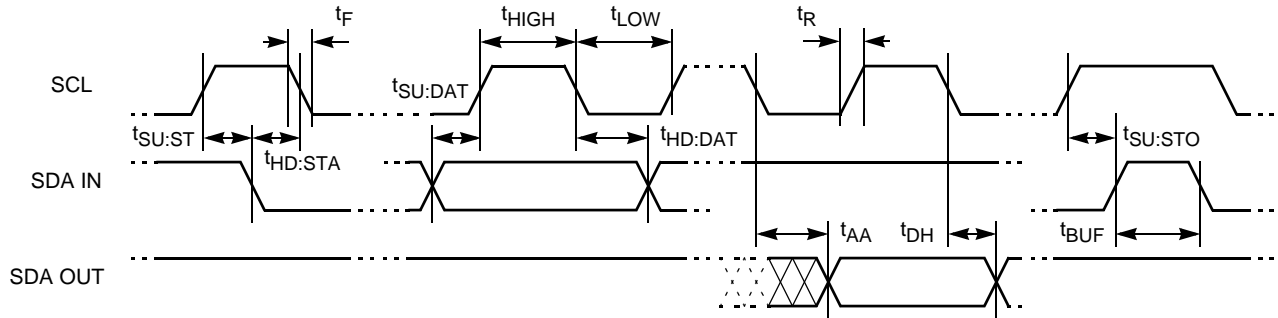 tF
tHIGH
tLOW
tR
SCL
tSU:DAT
tSU:ST
tHD:STA
tHD:DAT
tSU:STO
SDA IN
tAA
tDH
tBUF
SDA OUT